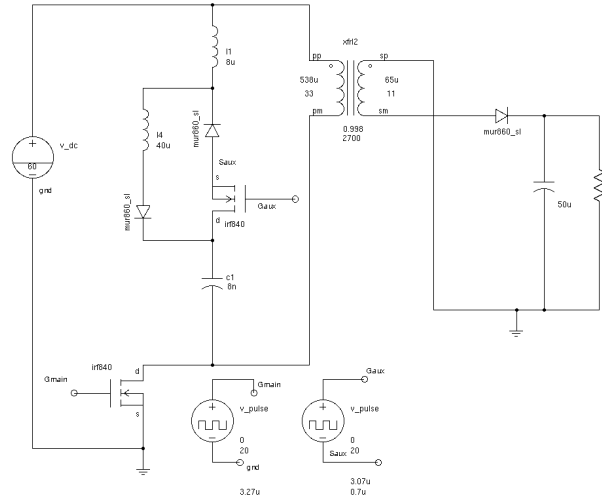 l1
8u
l4
40u
mur860_sl
v_dc
60
gnd
xfrl2
pp
sp
538u
65u
33
11
pm
sm
0.998
2700
mur860_sl
50u
Saux
s
Gaux
d
irf840
mur860_sl
c1
6n
irf840
d
Gmain
s
Gmain
v_pulse
0
20
gnd
3.27u
Gaux
v_pulse
0
20
Saux
3.07u
0.7u